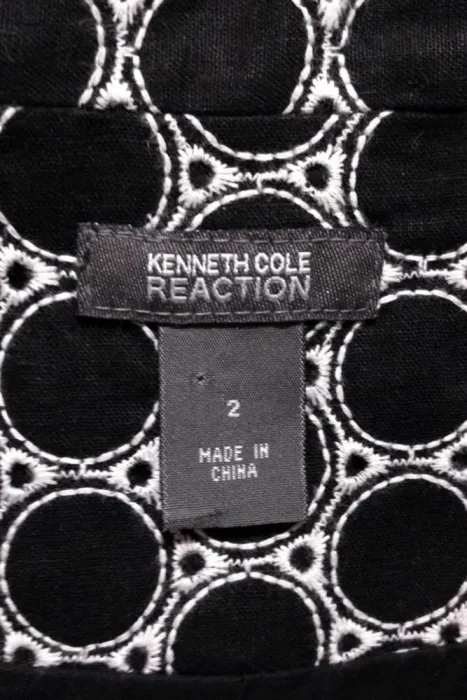 KENNETH COLE
REACTION
2
MADE IN
CHINA